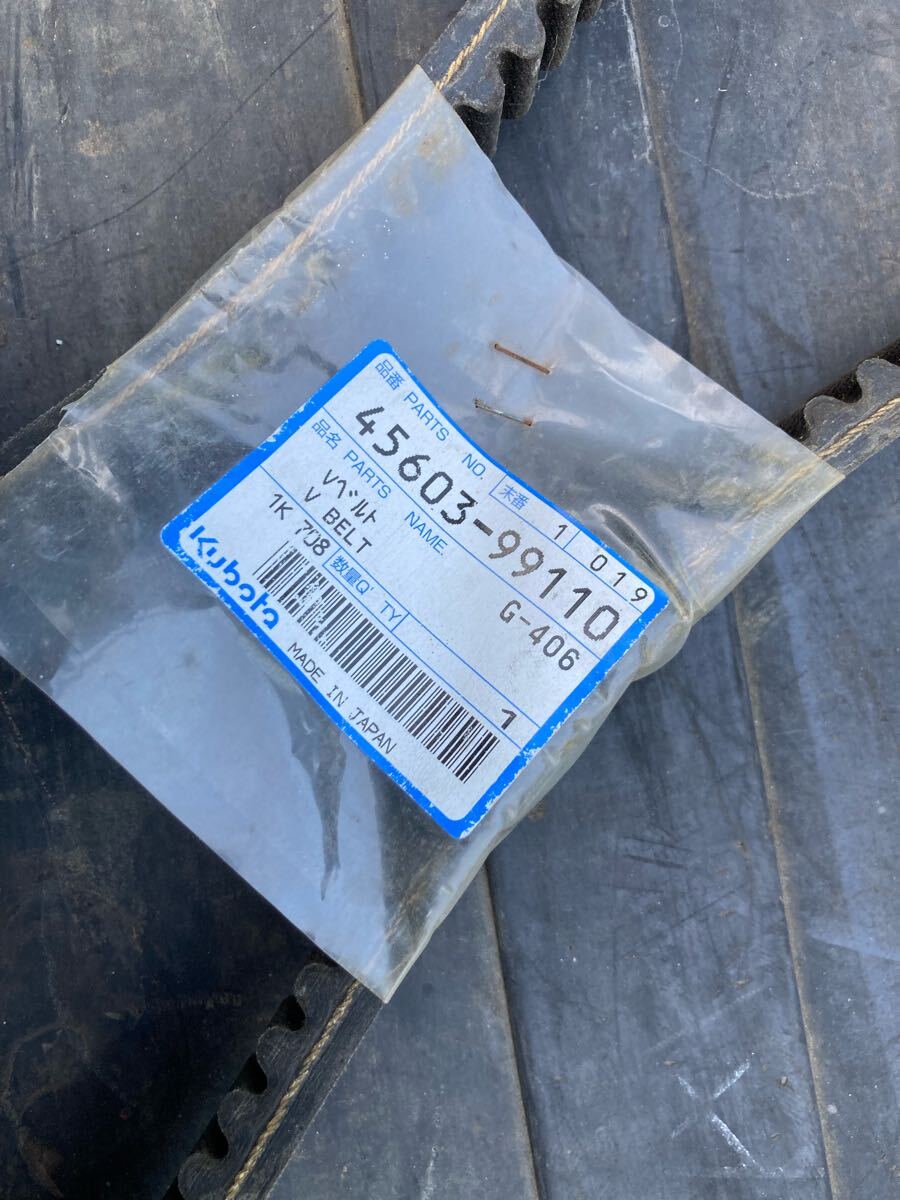 品番 PARTS NO. 末番 1 019
45603-99110
品名 PARTS NAME G-406
Vベルト
V BELT
1K 708 数量Q'TY 1
Kubota
MADE IN JAPAN